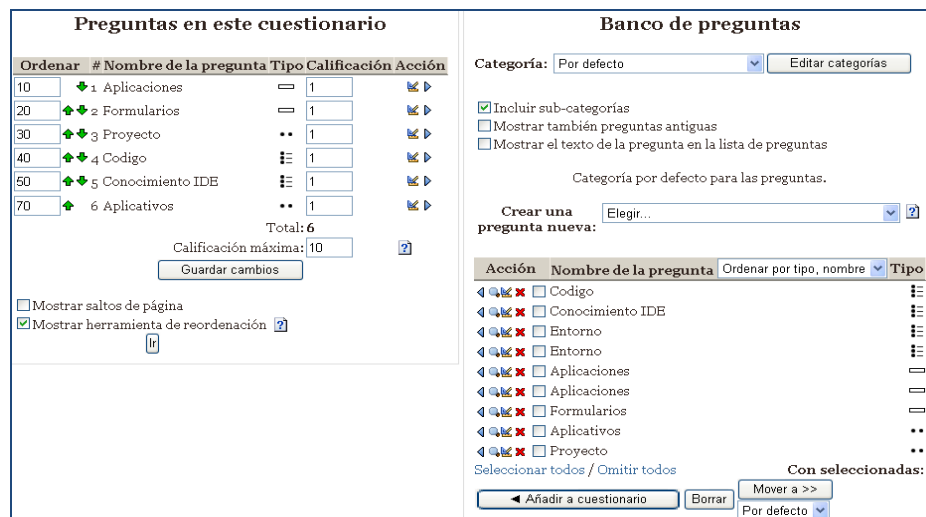 Preguntas en este cuestionario
Ordenar # Nombre de la pregunta Tipo Calificación Acción
10 1 Aplicaciones 1
20 2 Formularios 1
30 3 Proyecto 1
40 4 Codigo 1
50 5 Conocimiento IDE 1
70 6 Aplicativos 1
Total: 6
Calificación máxima: 10 ?
Guardar cambios
Mostrar saltos de página
Mostrar herramienta de reordenación ?
Ir
Banco de preguntas
Categoría: Por defecto Editar categorías
Incluir sub-categorías
Mostrar también preguntas antiguas
Mostrar el texto de la pregunta en la lista de preguntas
Categoría por defecto para las preguntas.
Crear una pregunta nueva: Elegir... ?
Acción Nombre de la pregunta Ordenar por tipo, nombre Tipo
Codigo
Conocimiento IDE
Entorno
Entorno
Aplicaciones
Aplicaciones
Formularios
Aplicativos
Proyecto
Seleccionar todos / Omitir todos Con seleccionadas:
◄ Añadir a cuestionario Borrar Mover a >>
Por defecto